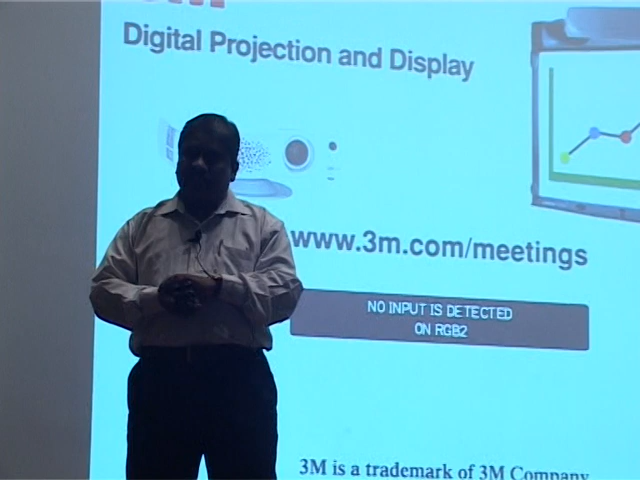 Digital Projection and Display
www.3m.com/meetings
NO INPUT IS DETECTED
ON RGB2
3M is a trademark of 3M Company